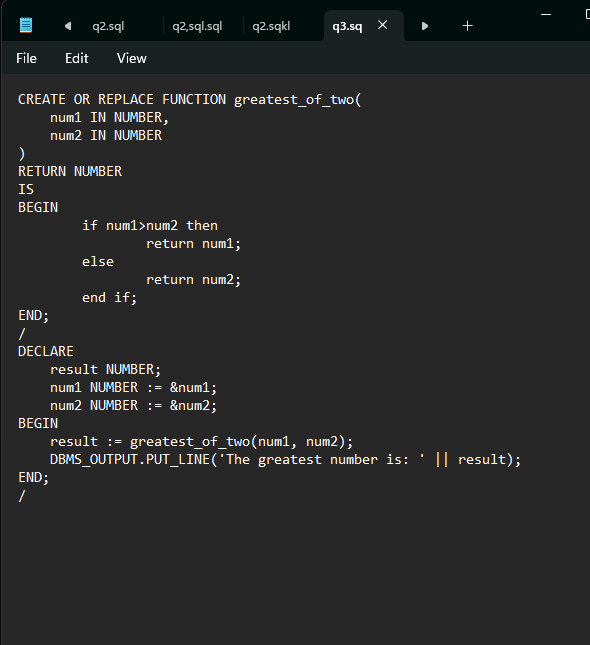 q2.sql q2,sql.sql q2.sqkl q3.sq
File Edit View
CREATE OR REPLACE FUNCTION greatest_of_two(
    num1 IN NUMBER,
    num2 IN NUMBER
)
RETURN NUMBER
IS
BEGIN
        if num1>num2 then
                return num1;
        else
                return num2;
        end if;
END;
/
DECLARE
    result NUMBER;
    num1 NUMBER := &num1;
    num2 NUMBER := &num2;
BEGIN
    result := greatest_of_two(num1, num2);
    DBMS_OUTPUT.PUT_LINE('The greatest number is: ' || result);
END;
/